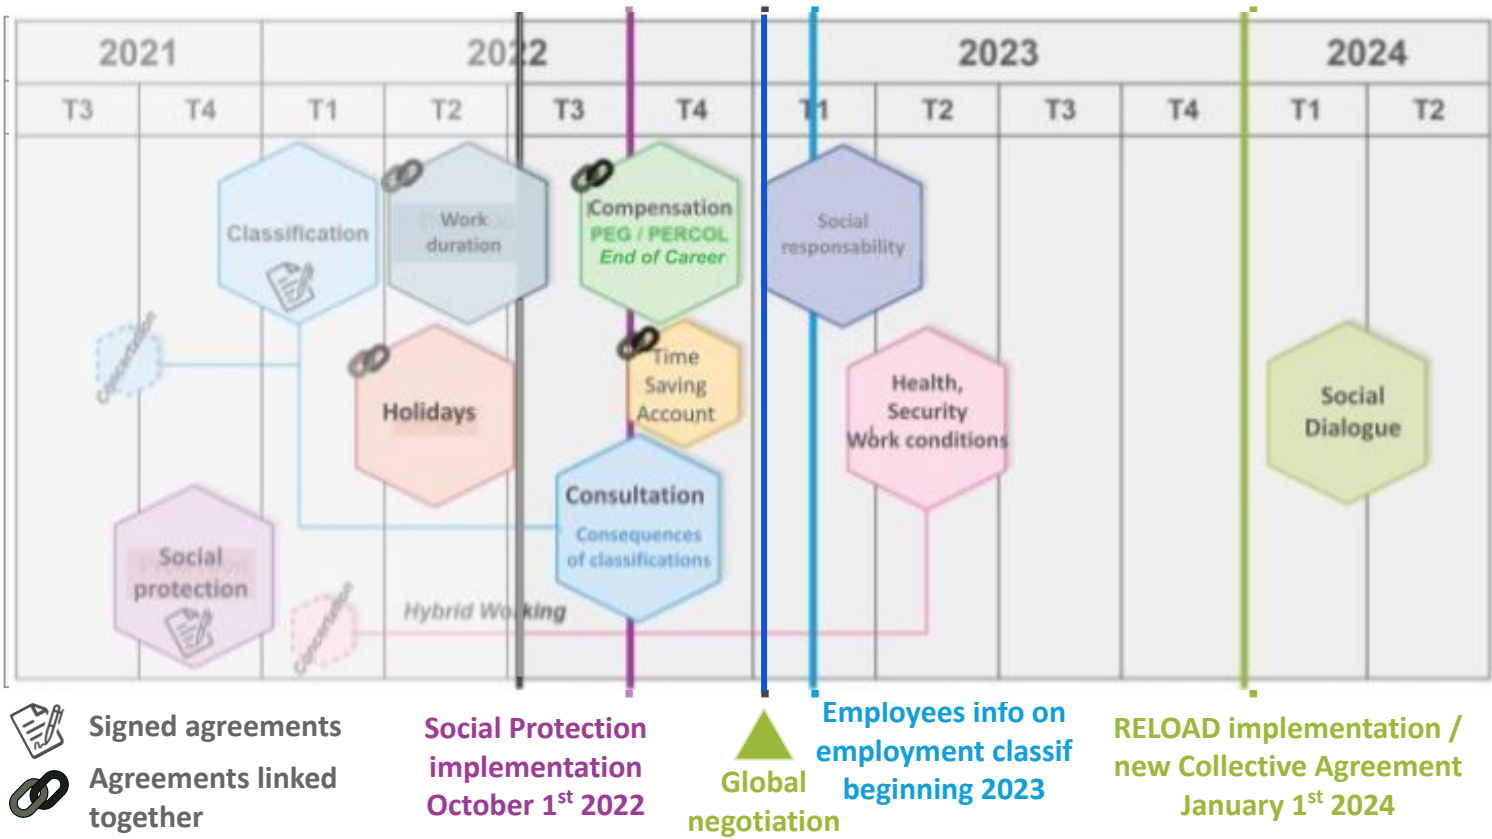 2021
2022
2023
2024
T3
T4
T1
T2
T3
T4
T1
T2
T3
T4
T1
T2
Classification
Work
duration
Compensation
PEG / PERCOL
End of Career
Social
responsability
Concertation
Holidays
Time
Saving
Account
Health,
Security
Work conditions
Social
Dialogue
Consultation
Consequences
of classifications
Social
protection
Concertation
Hybrid Working
Signed agreements
Agreements linked
together
Social Protection
implementation
October 1st 2022
Global
negotiation
Employees info on
employment classif
beginning 2023
RELOAD implementation /
new Collective Agreement
January 1st 2024